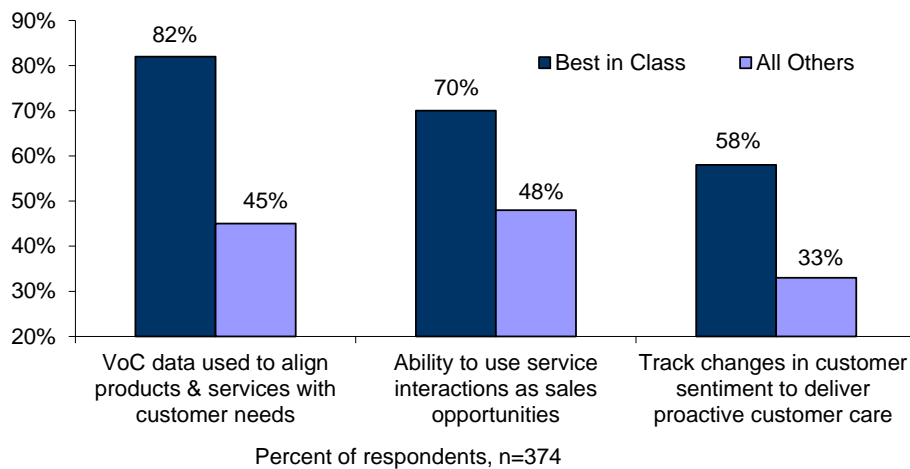 90%
80%
70%
60%
50%
40%
30%
20%
82%
45%
70%
48%
58%
33%
Best in Class
All Others
VoC data used to align
products & services with
customer needs
Ability to use service
interactions as sales
opportunities
Track changes in customer
sentiment to deliver
proactive customer care
Percent of respondents, n=374